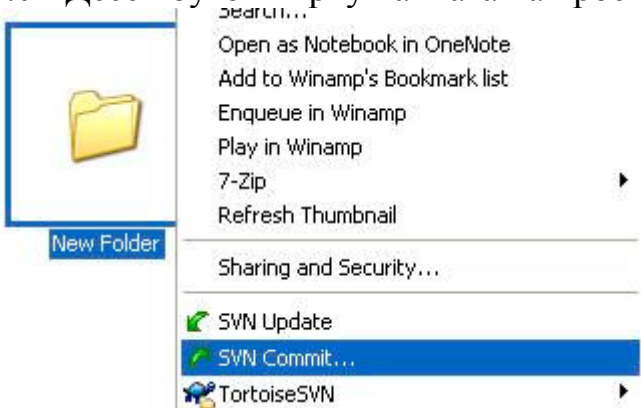 Search...
Open as Notebook in OneNote
Add to Winamp's Bookmark list
Enqueue in Winamp
Play in Winamp
7-Zip
Refresh Thumbnail
New Folder
Sharing and Security...
SVN Update
SVN Commit...
TortoiseSVN